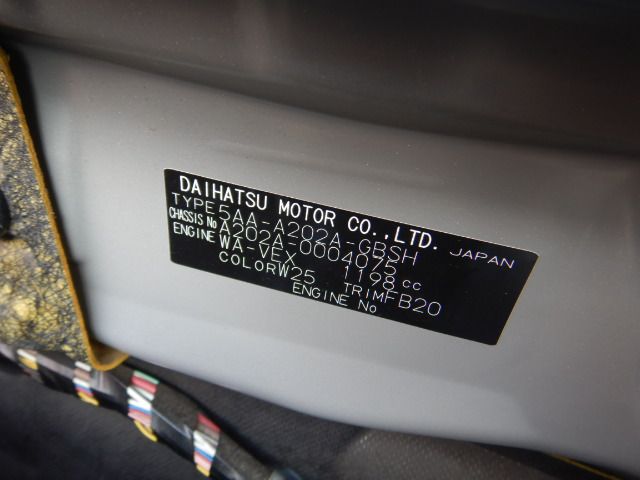 DAIHATSU MOTOR CO.,LTD. JAPAN
TYPE 5AA-A202A-GBSH
CHASSIS No A202A-0004075
ENGINE WA-VEX 1198 cc
COLOR W25 TRIM FB20
ENGINE No